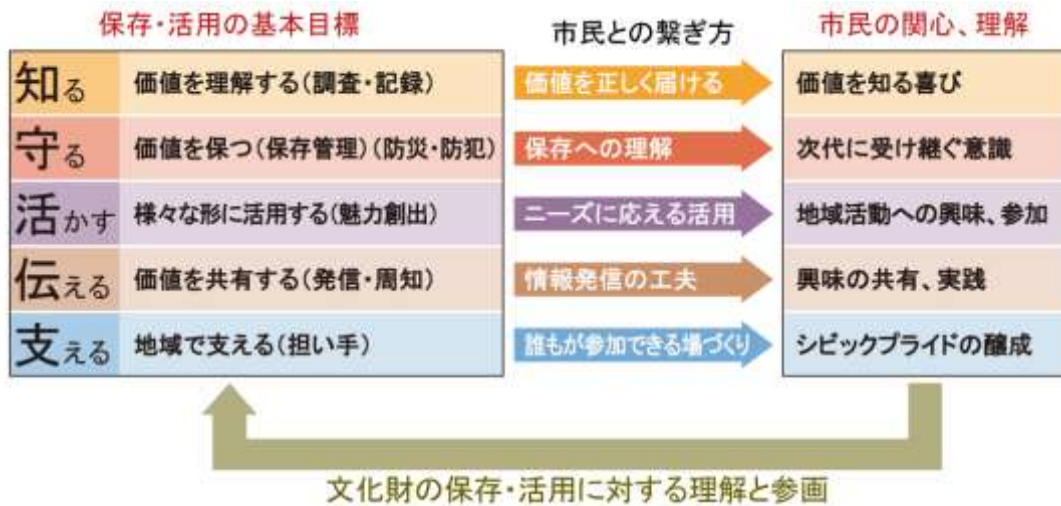 保存・活用の基本目標
市民との繋ぎ方
市民の関心、理解
知る 価値を理解する(調査・記録) 価値を正しく届ける 価値を知る喜び
守る 価値を保つ(保存管理)(防災・防犯) 保存への理解 次代に受け継ぐ意識
活かす 様々な形に活用する(魅力創出) ニーズに応える活用 地域活動への興味、参加
伝える 価値を共有する(発信・周知) 情報発信の工夫 興味の共有、実践
支える 地域で支える(担い手) 誰もが参加できる場づくり シビックプライドの醸成
文化財の保存・活用に対する理解と参画